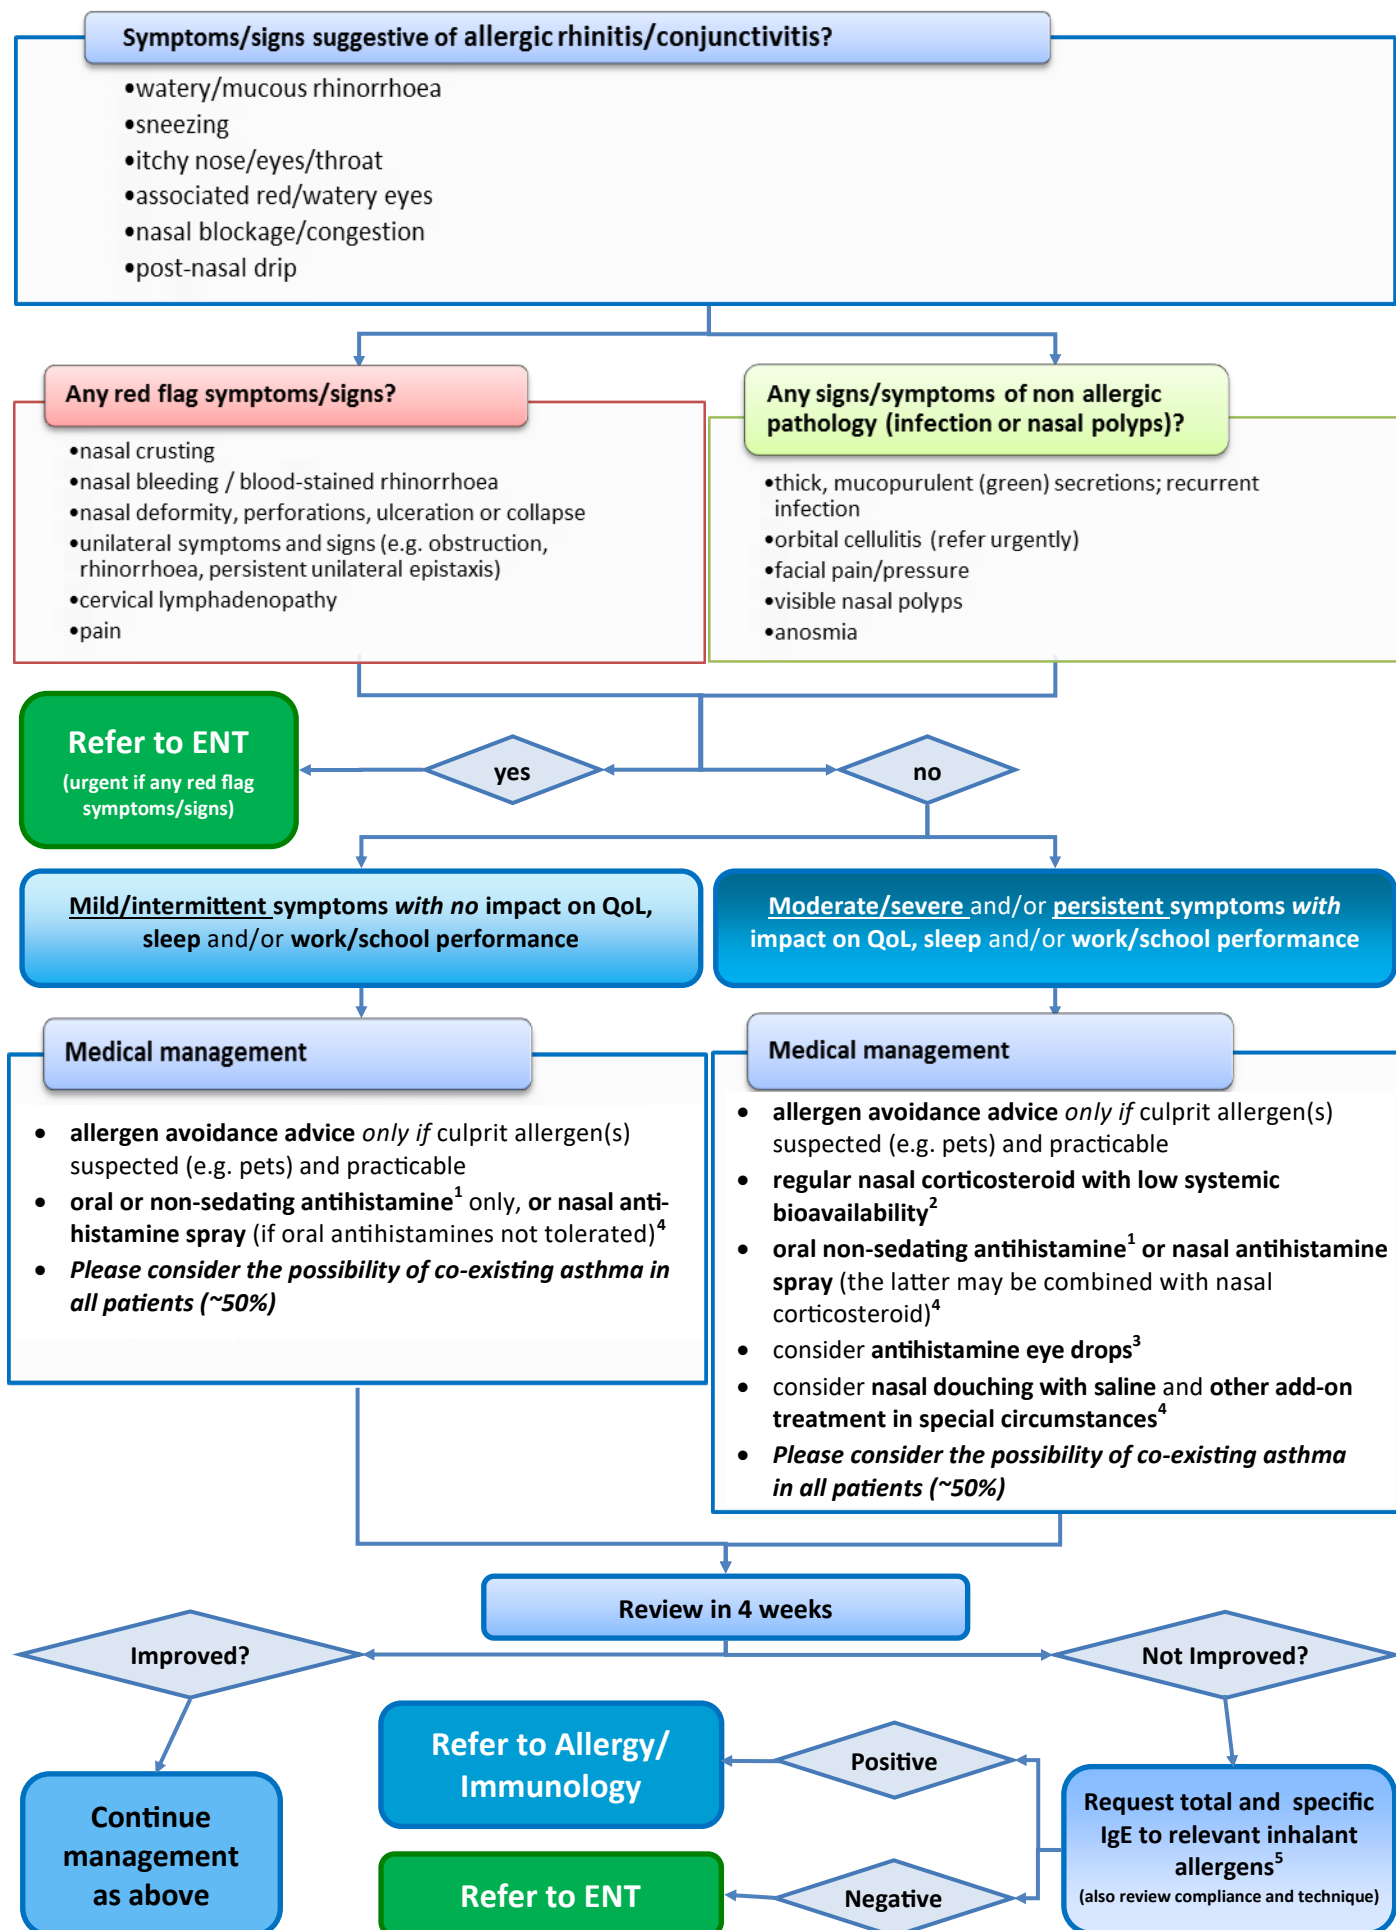 Symptoms/signs suggestive of allergic rhinitis/conjunctivitis?
•watery/mucous rhinorrhoea
•sneezing
•itchy nose/eyes/throat
•associated red/watery eyes
•nasal blockage/congestion
•post-nasal drip
Any red flag symptoms/signs?
•nasal crusting
•nasal bleeding / blood-stained rhinorrhoea
•nasal deformity, perforations, ulceration or collapse
•unilateral symptoms and signs (e.g. obstruction,
rhinorrhoea, persistent unilateral epistaxis)
•cervical lymphadenopathy
•pain
Any signs/symptoms of non allergic
pathology (infection or nasal polyps)?
•thick, mucopurulent (green) secretions; recurrent
infection
•orbital cellulitis (refer urgently)
•facial pain/pressure
•visible nasal polyps
•anosmia
Refer to ENT
(urgent if any red flag
symptoms/signs)
yes
no
Mild/intermittent symptoms with no impact on QoL,
sleep and/or work/school performance
Moderate/severe and/or persistent symptoms with
impact on QoL, sleep and/or work/school performance
Medical management
• allergen avoidance advice only if culprit allergen(s)
suspected (e.g. pets) and practicable
• oral or non-sedating antihistamine1 only, or nasal anti-
histamine spray (if oral antihistamines not tolerated)4
• Please consider the possibility of co-existing asthma in
all patients (~50%)
Medical management
• allergen avoidance advice only if culprit allergen(s)
suspected (e.g. pets) and practicable
• regular nasal corticosteroid with low systemic
bioavailability2
• oral non-sedating antihistamine1 or nasal antihistamine
spray (the latter may be combined with nasal
corticosteroid)4
• consider antihistamine eye drops3
• consider nasal douching with saline and other add-on
treatment in special circumstances4
• Please consider the possibility of co-existing asthma
in all patients (~50%)
Review in 4 weeks
Improved?
Not Improved?
Continue
management
as above
Refer to Allergy/
Immunology
Positive
Request total and specific
IgE to relevant inhalant
allergens5
(also review compliance and technique)
Refer to ENT
Negative